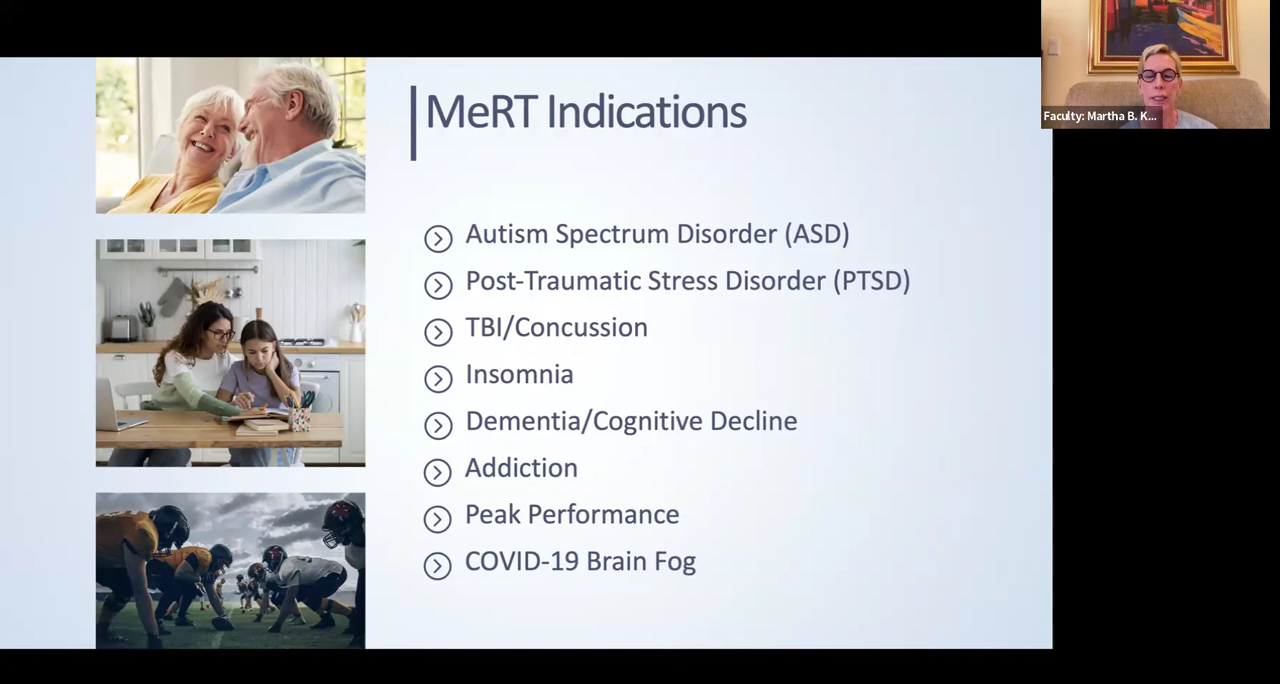 MeRT Indications
Autism Spectrum Disorder (ASD)
Post-Traumatic Stress Disorder (PTSD)
TBI/Concussion
Insomnia
Dementia/Cognitive Decline
Addiction
Peak Performance
COVID-19 Brain Fog
Faculty: Martha B. K...